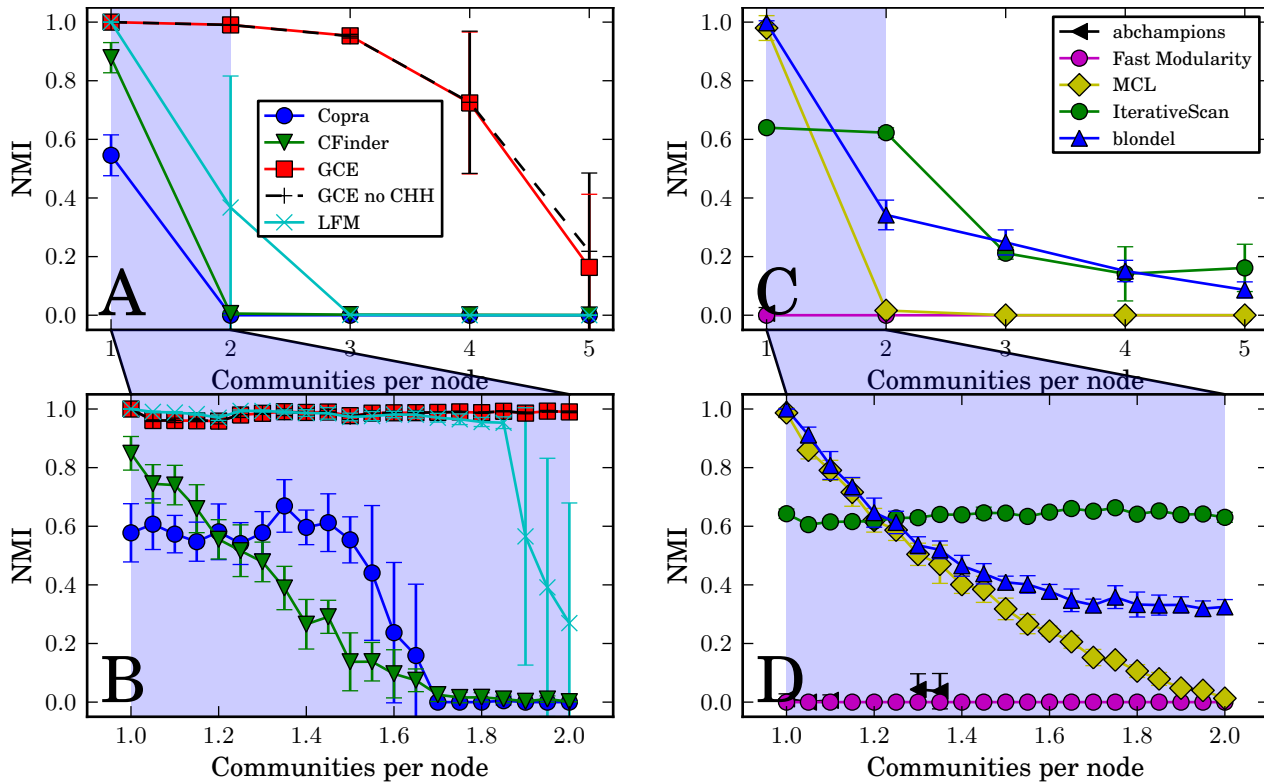 1.0
0.8
0.6
0.4
0.2
0.0
NMI
Copra
CFinder
GCE
GCE no CHH
LFM
A
1 2 3 4 5
Communities per node
1.0
0.8
0.6
0.4
0.2
0.0
NMI
abchampions
Fast Modularity
MCL
IterativeScan
blondel
C
1 2 3 4 5
Communities per node
1.0
0.8
0.6
0.4
0.2
0.0
NMI
B
1.0 1.2 1.4 1.6 1.8 2.0
Communities per node
1.0
0.8
0.6
0.4
0.2
0.0
NMI
D
1.0 1.2 1.4 1.6 1.8 2.0
Communities per node